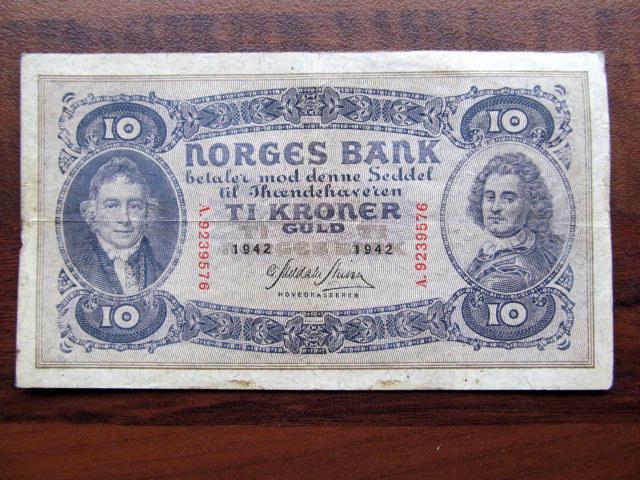 10 10
NORGES BANK
betaler mod denne Seddel
til Ihændehaveren
TI KRONER
GULD
1942 1942
A. 9239576
A. 9239576
HOVEDKASSERER
10 10